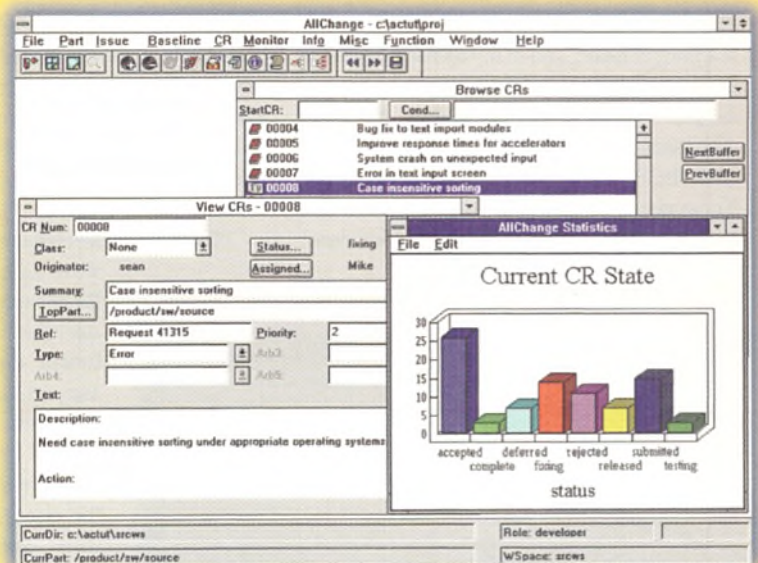 AllChange - c:\actut\proj
File Part Issue Baseline CR Monitor Info Misc Function Window Help
Browse CRs
StartCR: Cond...
00004 Bug fix to text import modules
00005 Improve response times for accelerators
00006 System crash on unexpected input
00007 Error in text input screen
00008 Case insensitive sorting
NextBuffer
PrevBuffer
View CRs - 00008
CR Num: 00008
Class: None Status... fixing
Originator: sean Assigned... Mike
Summary: Case insensitive sorting
TopPart... /product/sw/source
Ref: Request 41315 Priority: 2
Type: Error Arb3:
Arb4: Arb5:
Text:
Description:
Need case insensitive sorting under appropriate operating systems
Action:
AllChange Statistics
File Edit
Current CR State
30
25
20
15
10
5
0
accepted deferred rejected submitted
complete fixing released testing
status
CurrDir: c:\actut\srcws Role: developer
CurrPart: /product/sw/source WSpace: srcws